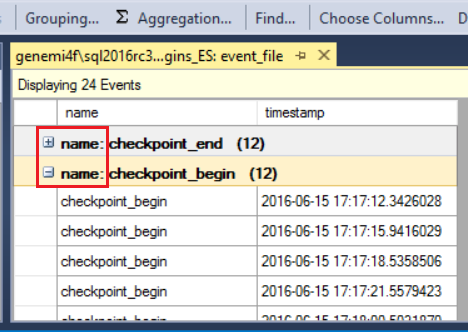 Grouping... Σ Aggregation... Find... Choose Columns...
genemi4f\sql2016rc3...gins_ES: event_file
Displaying 24 Events
name timestamp
name: checkpoint_end (12)
name: checkpoint_begin (12)
checkpoint_begin 2016-06-15 17:17:12.3426028
checkpoint_begin 2016-06-15 17:17:15.9416029
checkpoint_begin 2016-06-15 17:17:18.5358506
checkpoint_begin 2016-06-15 17:17:21.5579423